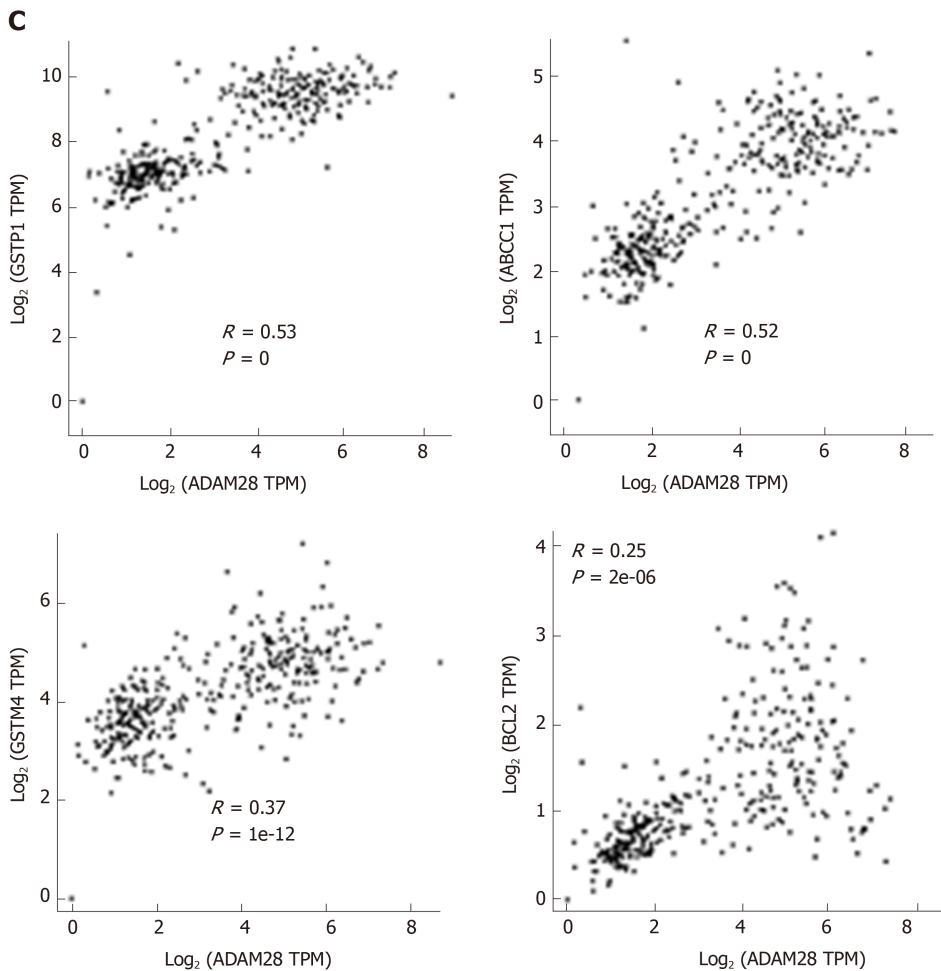 C
10
8
6
4
2
0
Log2 (GSTP1 TPM)
R = 0.53
P = 0
0 2 4 6 8
Log2 (ADAM28 TPM)
5
4
3
2
1
0
Log2 (ABCC1 TPM)
R = 0.52
P = 0
0 2 4 6 8
Log2 (ADAM28 TPM)
6
4
2
0
Log2 (GSTM4 TPM)
R = 0.37
P = 1e-12
0 2 4 6 8
Log2 (ADAM28 TPM)
4
3
2
1
0
Log2 (BCL2 TPM)
R = 0.25
P = 2e-06
0 2 4 6 8
Log2 (ADAM28 TPM)